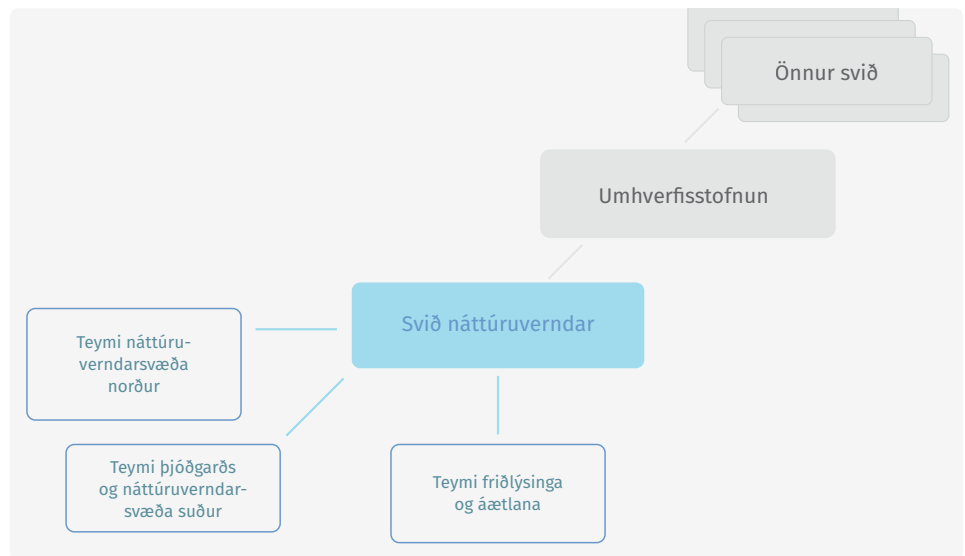 Önnur svið
Umhverfisstofnun
Svið náttúruverndar
Teymi náttúru-
verndarsvæða
norður
Teymi þjóðgarðs
og náttúruverndar-
svæða suður
Teymi friðlýsinga
og áætlana